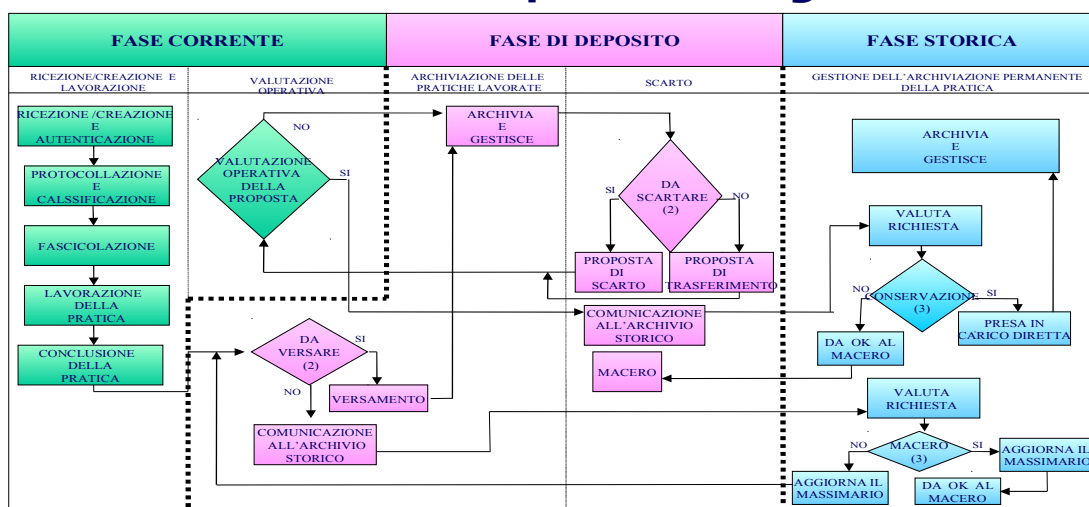 FASE CORRENTE
FASE DI DEPOSITO
FASE STORICA
RICEZIONE/CREAZIONE E
LAVORAZIONE
VALUTAZIONE
OPERATIVA
ARCHIVIAZIONE DELLE
PRATICHE LAVORATE
SCARTO
GESTIONE DELL'ARCHIVIAZIONE PERMANENTE
DELLA PRATICA
RICEZIONE /CREAZIONE
E
AUTENTICAZIONE
PROTOCOLLAZIONE
E
CALSSIFICAZIONE
FASCICOLAZIONE
LAVORAZIONE
DELLA
PRATICA
CONCLUSIONE
DELLA
PRATICA
NO
VALUTAZIONE
OPERATIVA
DELLA
PROPOSTA
SI
DA
VERSARE
(2)
SI
NO
VERSAMENTO
COMUNICAZIONE
ALL'ARCHIVIO
STORICO
ARCHIVIA
E
GESTISCE
DA
SCARTARE
(2)
SI
NO
PROPOSTA
DI
SCARTO
PROPOSTA
DI
TRASFERIMENTO
COMUNICAZIONE
ALL'ARCHIVIO
STORICO
MACERO
ARCHIVIA
E
GESTISCE
VALUTA
RICHIESTA
NO
CONSERVAZIONE
(3)
SI
PRESA IN
CARICO DIRETTA
DA OK AL
MACERO
VALUTA
RICHIESTA
NO
MACERO
(3)
SI
AGGIORNA IL
MASSIMARIO
AGGIORNA IL
MASSIMARIO
DA OK AL
MACERO